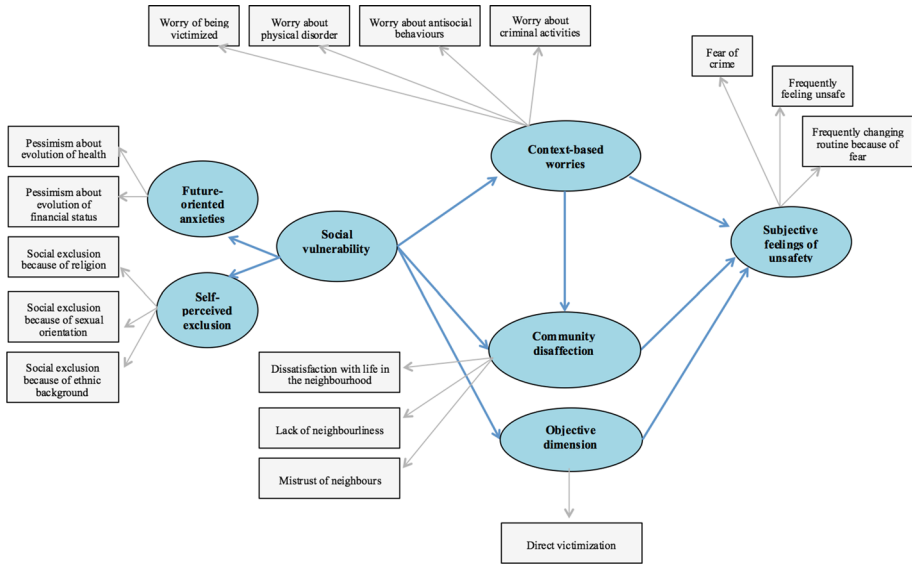 Worry of being
victimized
Worry about
physical disorder
Worry about antisocial
behaviours
Worry about
criminal activities
Fear of
crime
Frequently
feeling unsafe
Frequently changing
routine because of
fear
Pessimism about
evolution of health
Pessimism about
evolution of
financial status
Social exclusion
because of religion
Social exclusion
because of sexual
orientation
Social exclusion
because of ethnic
background
Future-
oriented
anxieties
Self-
perceived
exclusion
Social
vulnerability
Context-based
worries
Community
disaffection
Objective
dimension
Subjective
feelings of
unsafety
Dissatisfaction with life in
the neighbourhood
Lack of neighbourliness
Mistrust of neighbours
Direct victimization